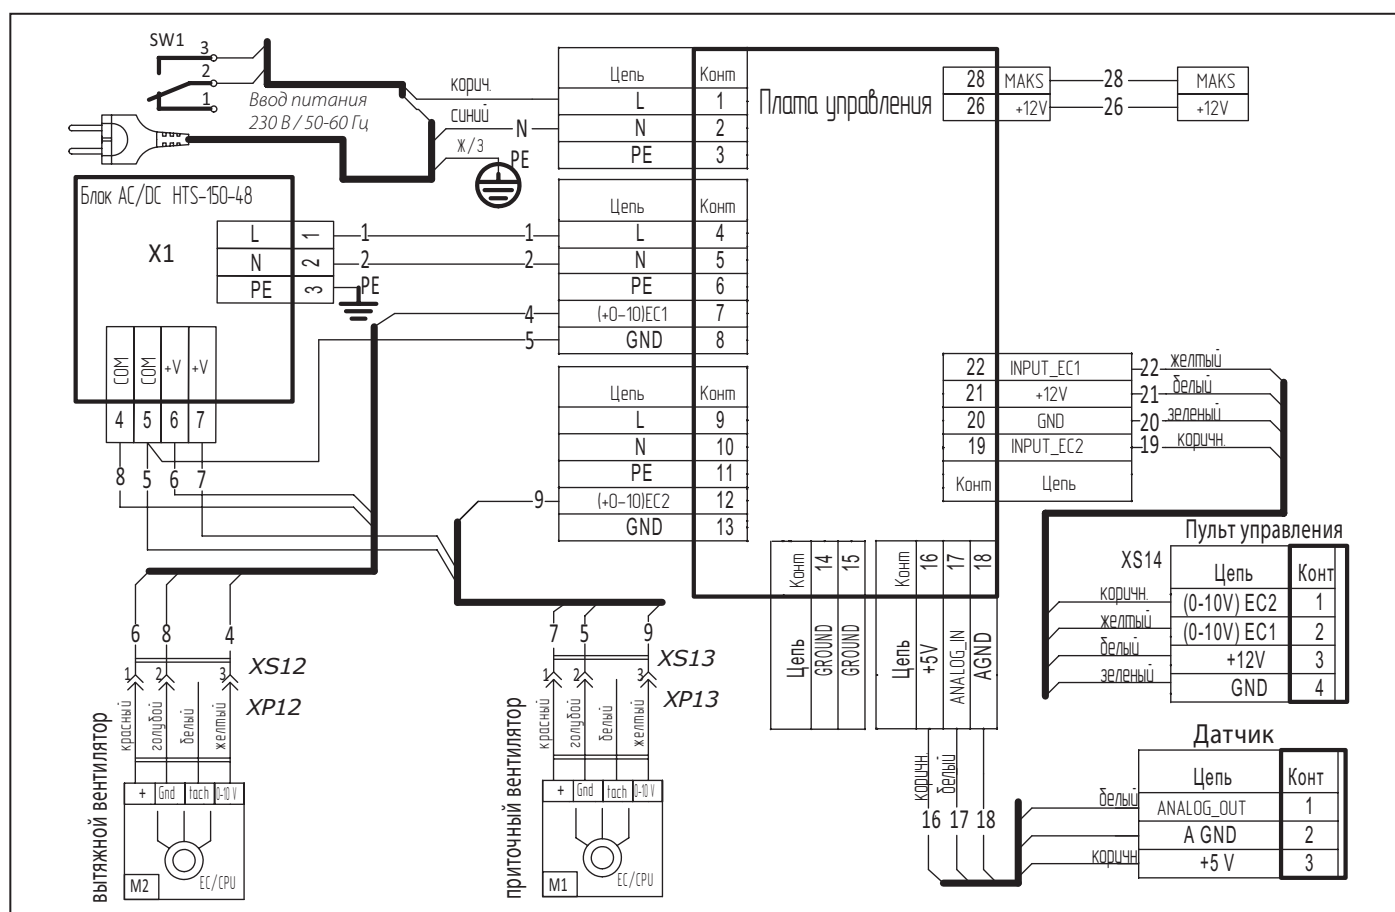 SW1
3
2
1
Ввод питания
230 В / 50-60 Гц
корич.
синий
N
ж/з
PE
Цепь Конт
L 1
N 2
PE 3
Плата управления
28 MAKS 28 MAKS
26 +12V 26 +12V
Блок AC/DC HTS-150-48
X1
L 1
N 2
PE 3
1 1
2 2
PE
4
5
Цепь Конт
L 4
N 5
PE 6
(+0-10)EC1 7
GND 8
COM COM +V +V
4 5 6 7
8 5 6 7
9
Цепь Конт
L 9
N 10
PE 11
(+0-10)EC2 12
GND 13
22 INPUT_EC1 22 желтый
21 +12V 21 белый
20 GND 20 зеленый
19 INPUT_EC2 19 коричн.
Конт Цепь
Конт 14 15
Цепь GROUND GROUND
Конт 16 17 18
Цепь +5V ANALOG_IN AGND
коричн. белый
16 17 18
Пульт управления
XS14
Цепь Конт
коричн. (0-10V) EC2 1
желтый (0-10V) EC1 2
белый +12V 3
зеленый GND 4
Датчик
Цепь Конт
белый ANALOG_OUT 1
A GND 2
коричн +5 V 3
6 8 4
XS12
1 2 3
XP12
красный голубой белый желтый
вытяжной вентилятор
+ Gnd tach 0-10 V
M2 EC/CPU
7 5 9
XS13
1 2 3
XP13
красный голубой белый желтый
приточный вентилятор
+ Gnd tach 0-10 V
M1 EC/CPU